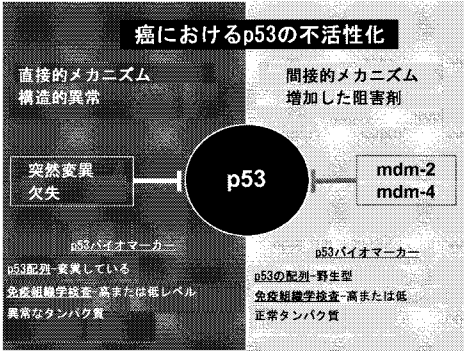 癌におけるp53の不活性化
直接的メカニズム
構造的異常
間接的メカニズム
増加した阻害剤
突然変異
欠失
p53
mdm-2
mdm-4
p53バイオマーカー
p53配列-変異している
免疫組織学検査-高または低レベル
異常なタンパク質
p53バイオマーカー
p53の配列-野生型
免疫組織学検査-高または低
正常タンパク質